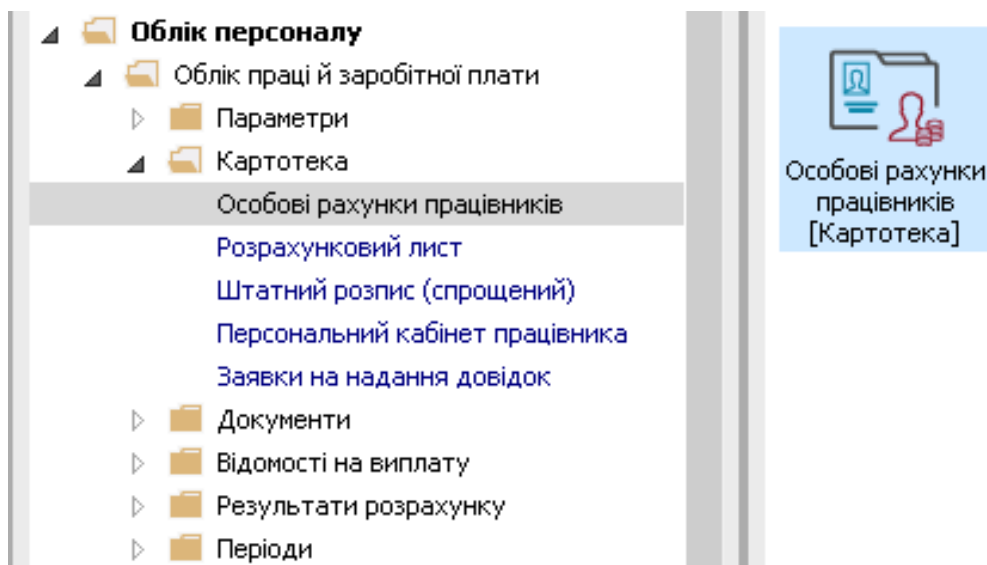 Облік персоналу
Облік праці й заробітної плати
Параметри
Картотека
Особові рахунки працівників
Розрахунковий лист
Штатний розпис (спрощений)
Персональний кабінет працівника
Заявки на надання довідок
Документи
Відомості на виплату
Результати розрахунку
Періоди
Особові рахунки
працівників
[Картотека]